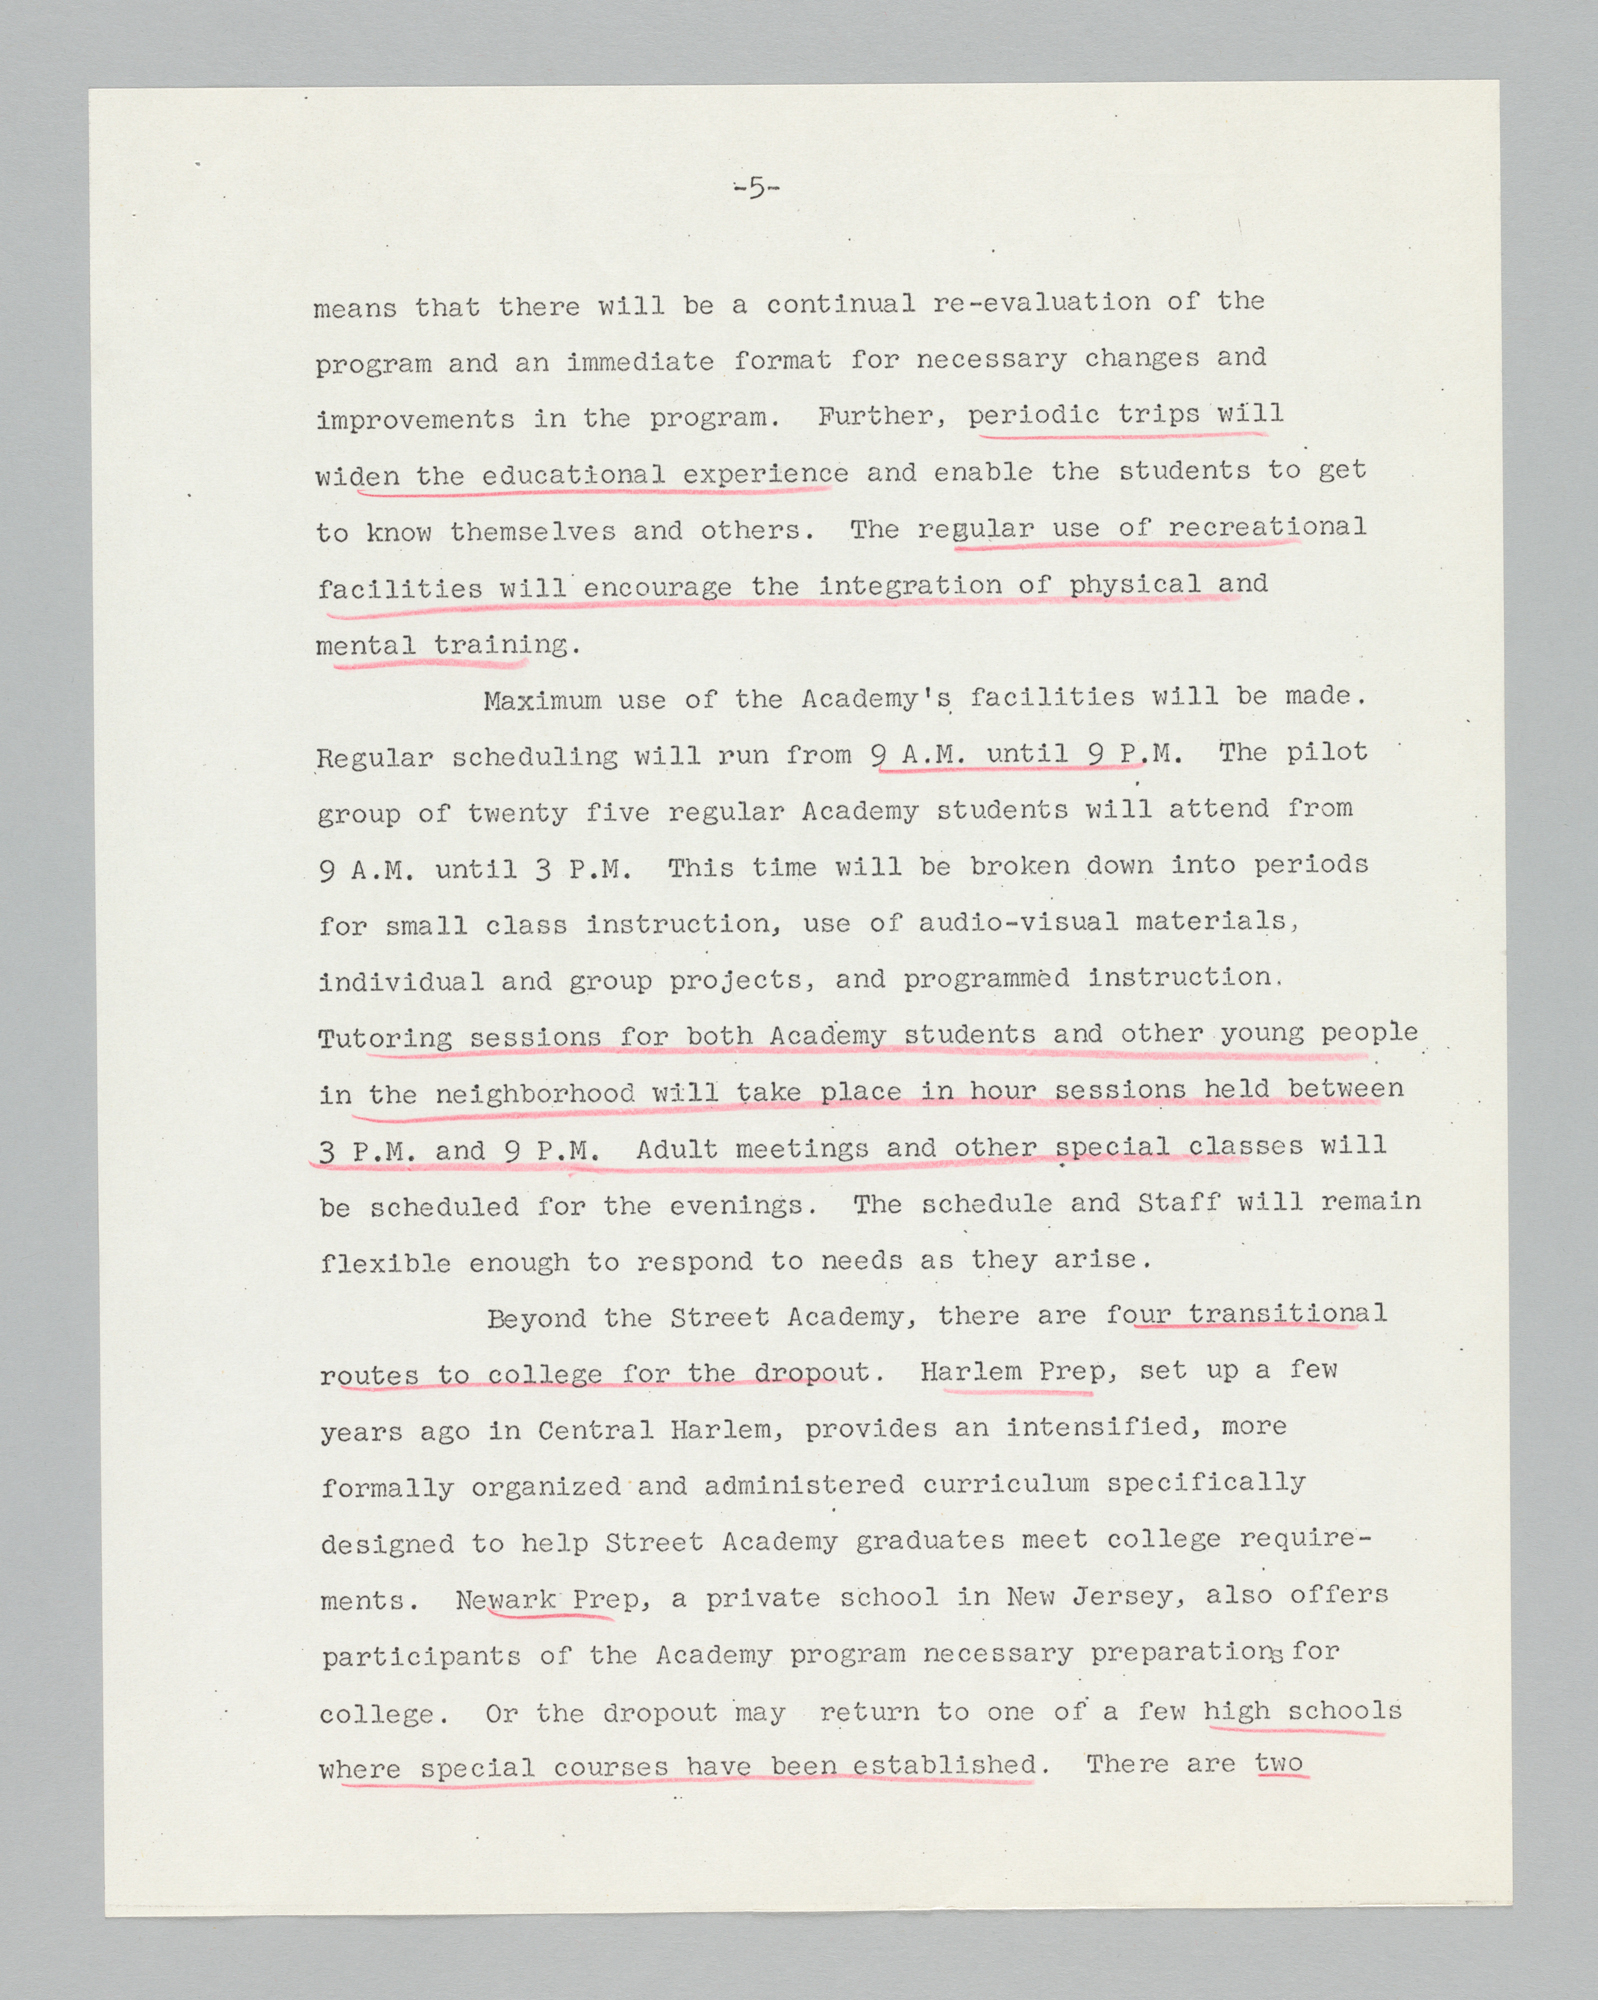 -5-
means that there will be a continual re-evaluation of the
program and an immediate format for necessary changes and
improvements in the program.  Further, periodic trips will
widen the educational experience and enable the students to get
to know themselves and others.  The regular use of recreational
facilities will encourage the integration of physical and
mental training.
Maximum use of the Academy's facilities will be made.
Regular scheduling will run from 9 A.M. until 9 P.M.  The pilot
group of twenty five regular Academy students will attend from
9 A.M. until 3 P.M.  This time will be broken down into periods
for small class instruction, use of audio-visual materials,
individual and group projects, and programmed instruction.
Tutoring sessions for both Academy students and other young people
in the neighborhood will take place in hour sessions held between
3 P.M. and 9 P.M.  Adult meetings and other special classes will
be scheduled for the evenings.  The schedule and Staff will remain
flexible enough to respond to needs as they arise.
Beyond the Street Academy, there are four transitional
routes to college for the dropout.  Harlem Prep, set up a few
years ago in Central Harlem, provides an intensified, more
formally organized and administered curriculum specifically
designed to help Street Academy graduates meet college require-
ments.  Newark Prep, a private school in New Jersey, also offers
participants of the Academy program necessary preparations for
college.  Or the dropout may  return to one of a few high schools
where special courses have been established.  There are two